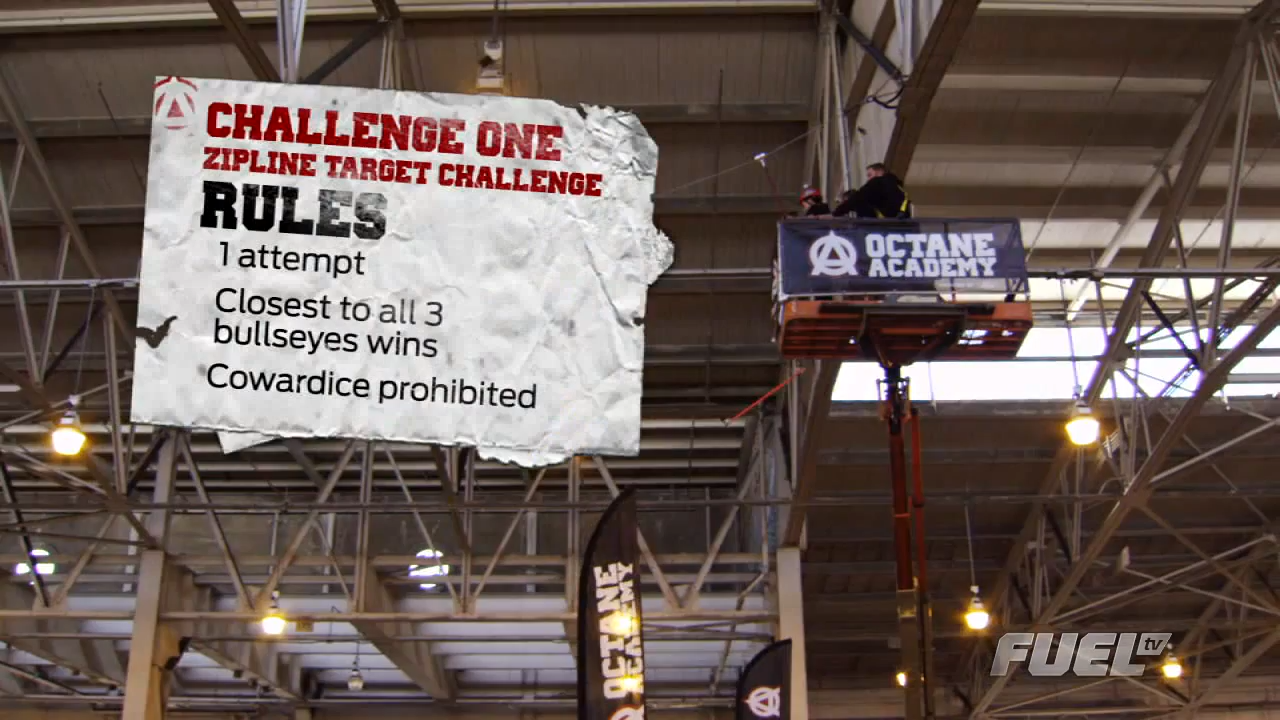 CHALLENGE ONE
ZIPLINE TARGET CHALLENGE
RULES
1 attempt
Closest to all 3
bullseyes wins
Cowardice prohibited
OCTANE
ACADEMY
OCTANE
ACADEMY
FUEL tv